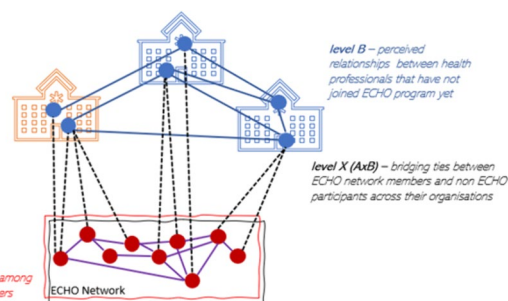 level B – perceived
relationships between health
professionals that have not
joined ECHO program yet
level X (AxB) – bridging ties between
ECHO network members and non ECHO
participants across their organisations
among
ers
ECHO Network